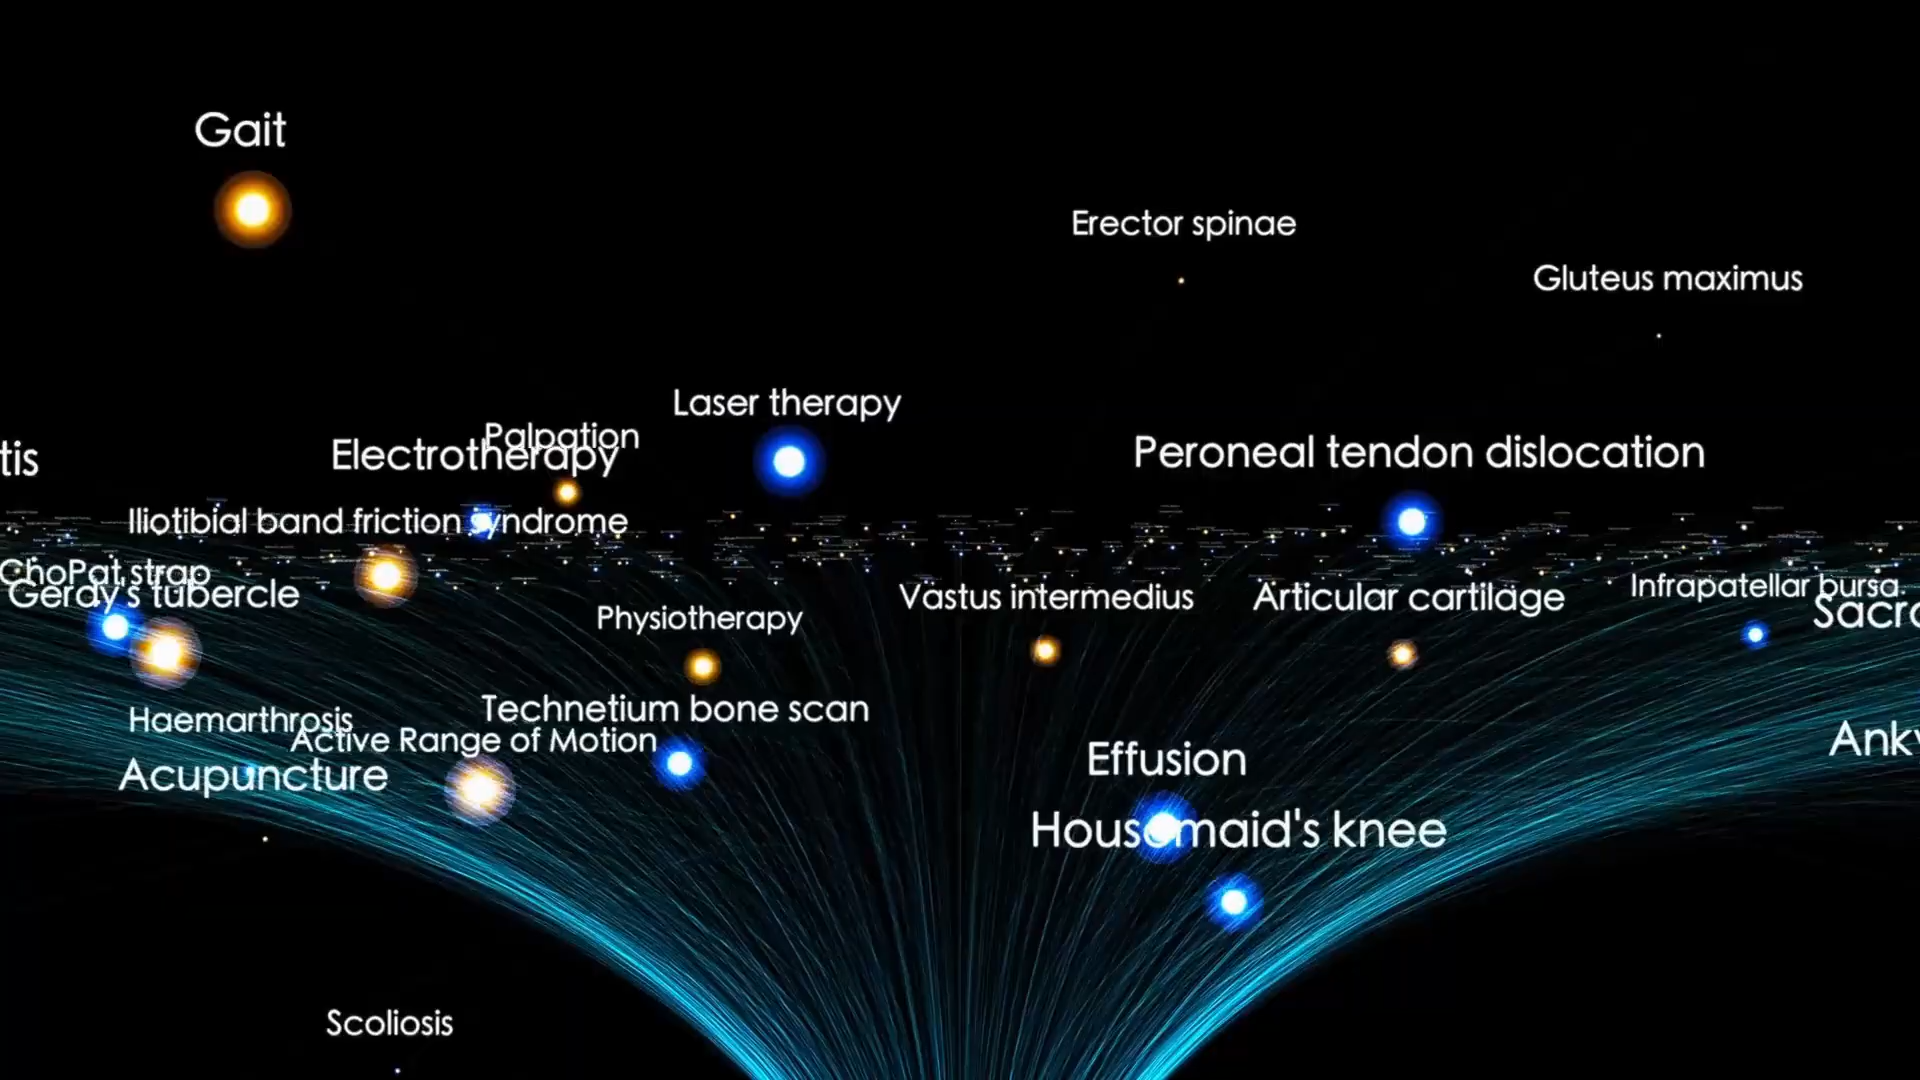 Gait
Erector spinae
Gluteus maximus
Laser therapy
Palpation
Electrotherapy
Peroneal tendon dislocation
tis
Iliotibial band friction syndrome
ChoPat strap
Gerdy's tubercle
Physiotherapy
Vastus intermedius
Articular cartilage
Infrapatellar bursa
Sacro
Technetium bone scan
Haemarthrosis
Active Range of Motion
Acupuncture
Effusion
Anky
Housemaid's knee
Scoliosis